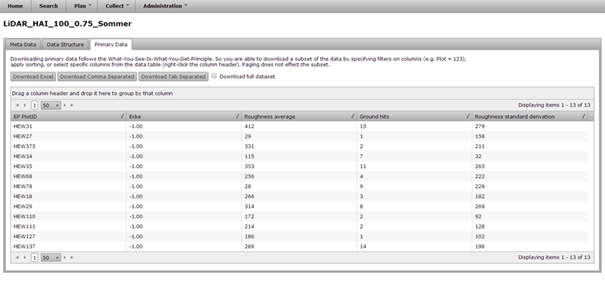 Home Search Plan Collect Administration
LiDAR_HAI_100_0.75_Sommer
Meta Data Data Structure Primary Data
Downloading primary data follows the What-You-See-Is-What-You-Get-Principle. So you are able to download a subset of the data by specifying filters on columns (e.g. Plot = 123),
apply sorting, or select specific columns from the data table (right-click the column header). Paging does not effect the subset.
Download Excel Download Comma Separated Download Tab Separated Download full dataset
Drag a column header and drop it here to group by that column
1 50 Displaying items 1 - 13 of 13
EP PlotID Ecke Roughness average Ground hits Roughness standard derivation
HEW31 -1.00 412 15 279
HEW27 -1.00 29 1 158
HEW375 -1.00 331 2 211
HEW34 -1.00 115 7 32
HEW35 -1.00 353 11 265
HEW68 -1.00 256 4 222
HEW78 -1.00 28 9 229
HEW18 -1.00 266 3 182
HEW29 -1.00 314 8 269
HEW110 -1.00 172 2 92
HEW111 -1.00 214 2 128
HEW127 -1.00 186 1 102
HEW137 -1.00 289 14 196
1 50 Displaying items 1 - 13 of 13